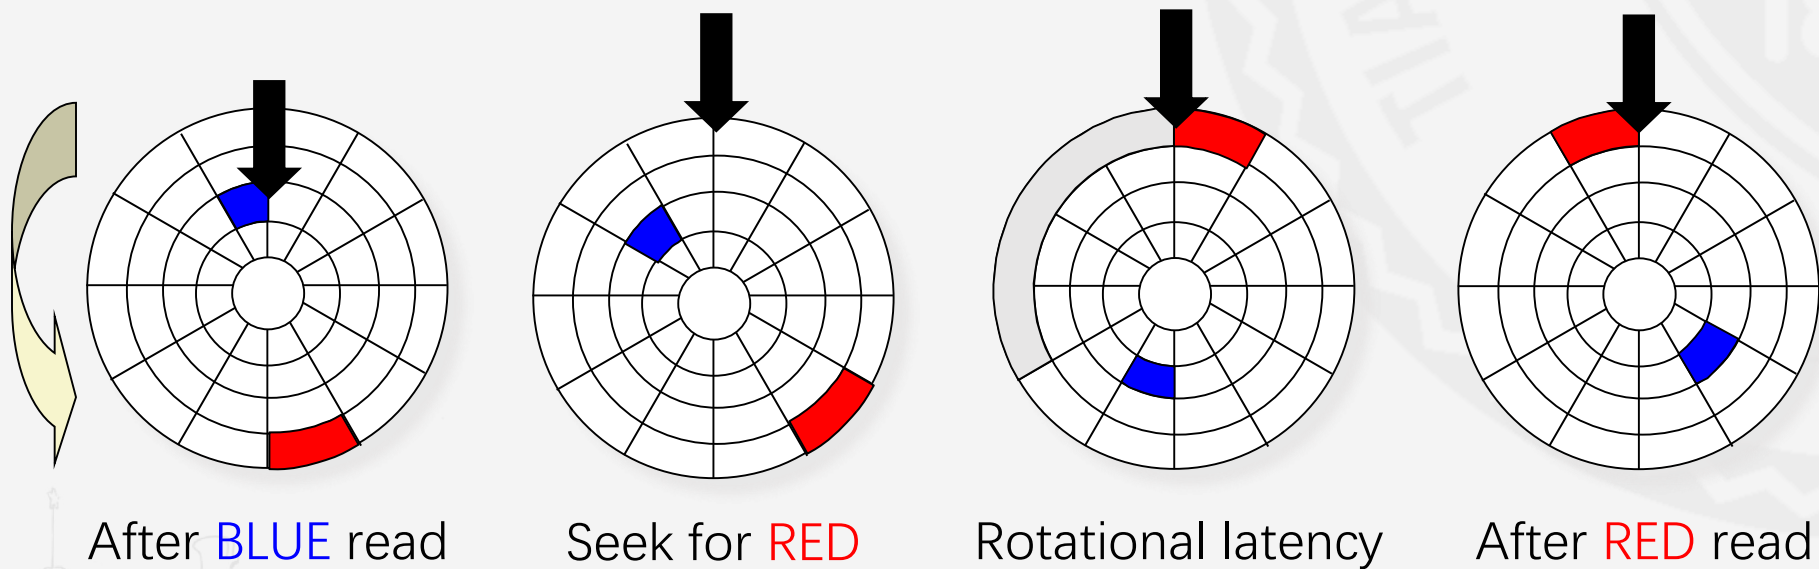 After BLUE read
Seek for RED
Rotational latency
After RED read